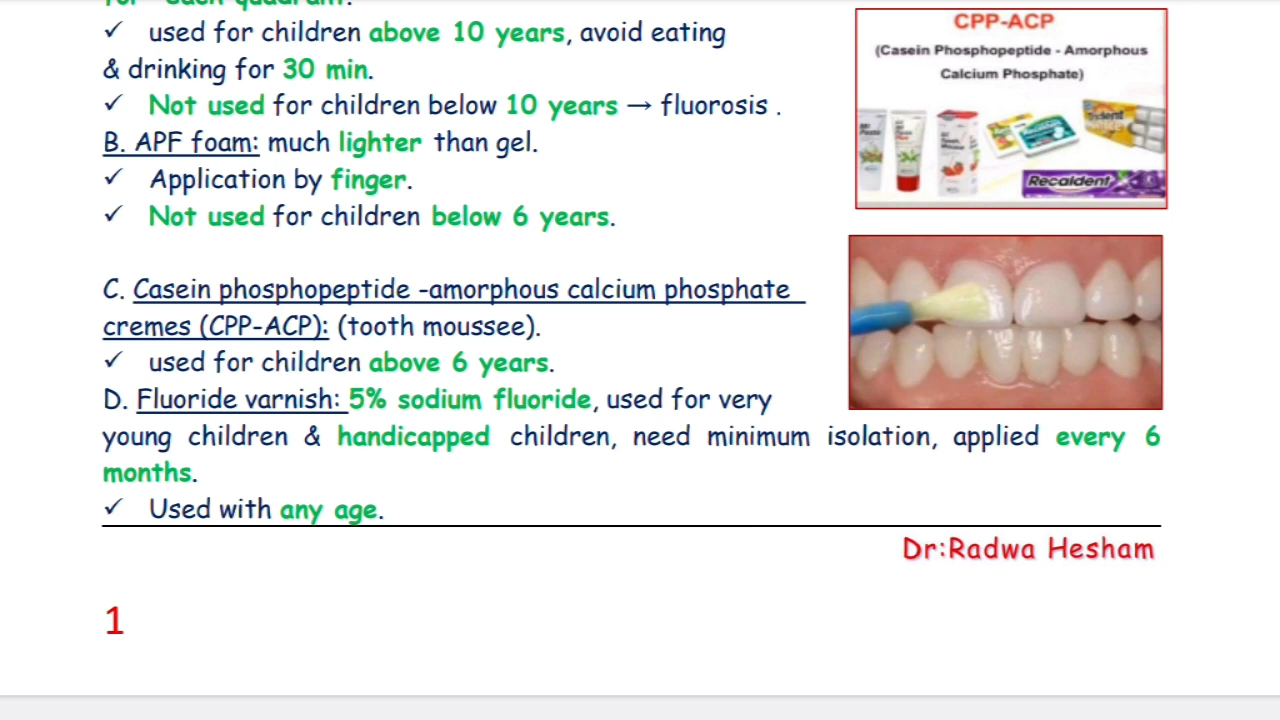 for each quadrant.
✓ used for children above 10 years, avoid eating
& drinking for 30 min.
✓ Not used for children below 10 years → fluorosis .
B. APF foam: much lighter than gel.
✓ Application by finger.
✓ Not used for children below 6 years.
C. Casein phosphopeptide -amorphous calcium phosphate
cremes (CPP-ACP): (tooth moussee).
✓ used for children above 6 years.
D. Fluoride varnish: 5% sodium fluoride, used for very
young children & handicapped children, need minimum isolation, applied every 6
months.
✓ Used with any age.
CPP-ACP
(Casein Phosphopeptide - Amorphous
Calcium Phosphate)
Trident
Recaldent
Dr:Radwa Hesham
1